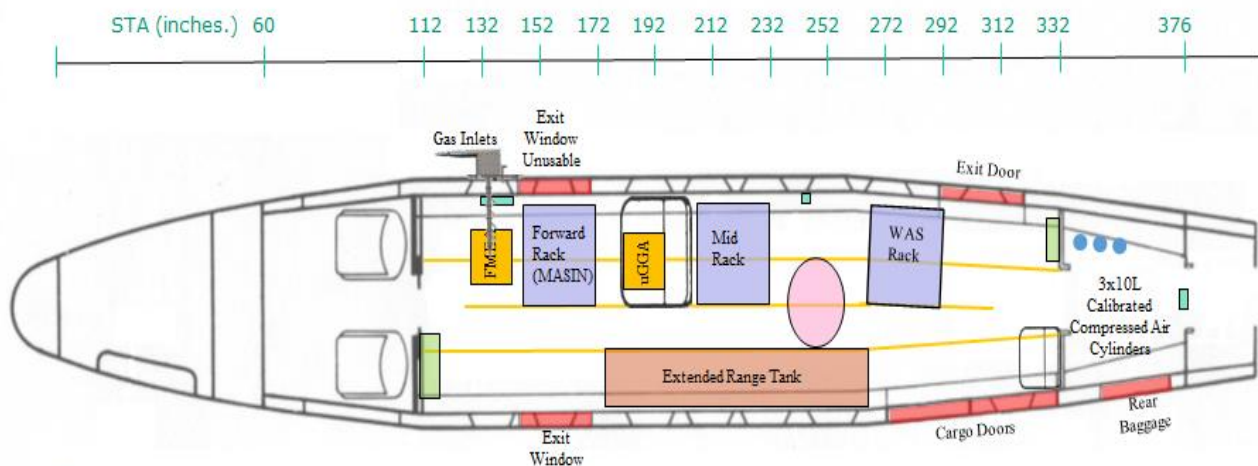 STA (inches.) 60 112 132 152 172 192 212 232 252 272 292 312 332 376
Gas Inlets
Exit
Window
Unusable
Exit Door
FME
Forward
Rack
(MASIN)
uGGA
Mid
Rack
WAS
Rack
3x10L
Calibrated
Compressed Air
Cylinders
Extended Range Tank
Exit
Window
Cargo Doors
Rear
Baggage